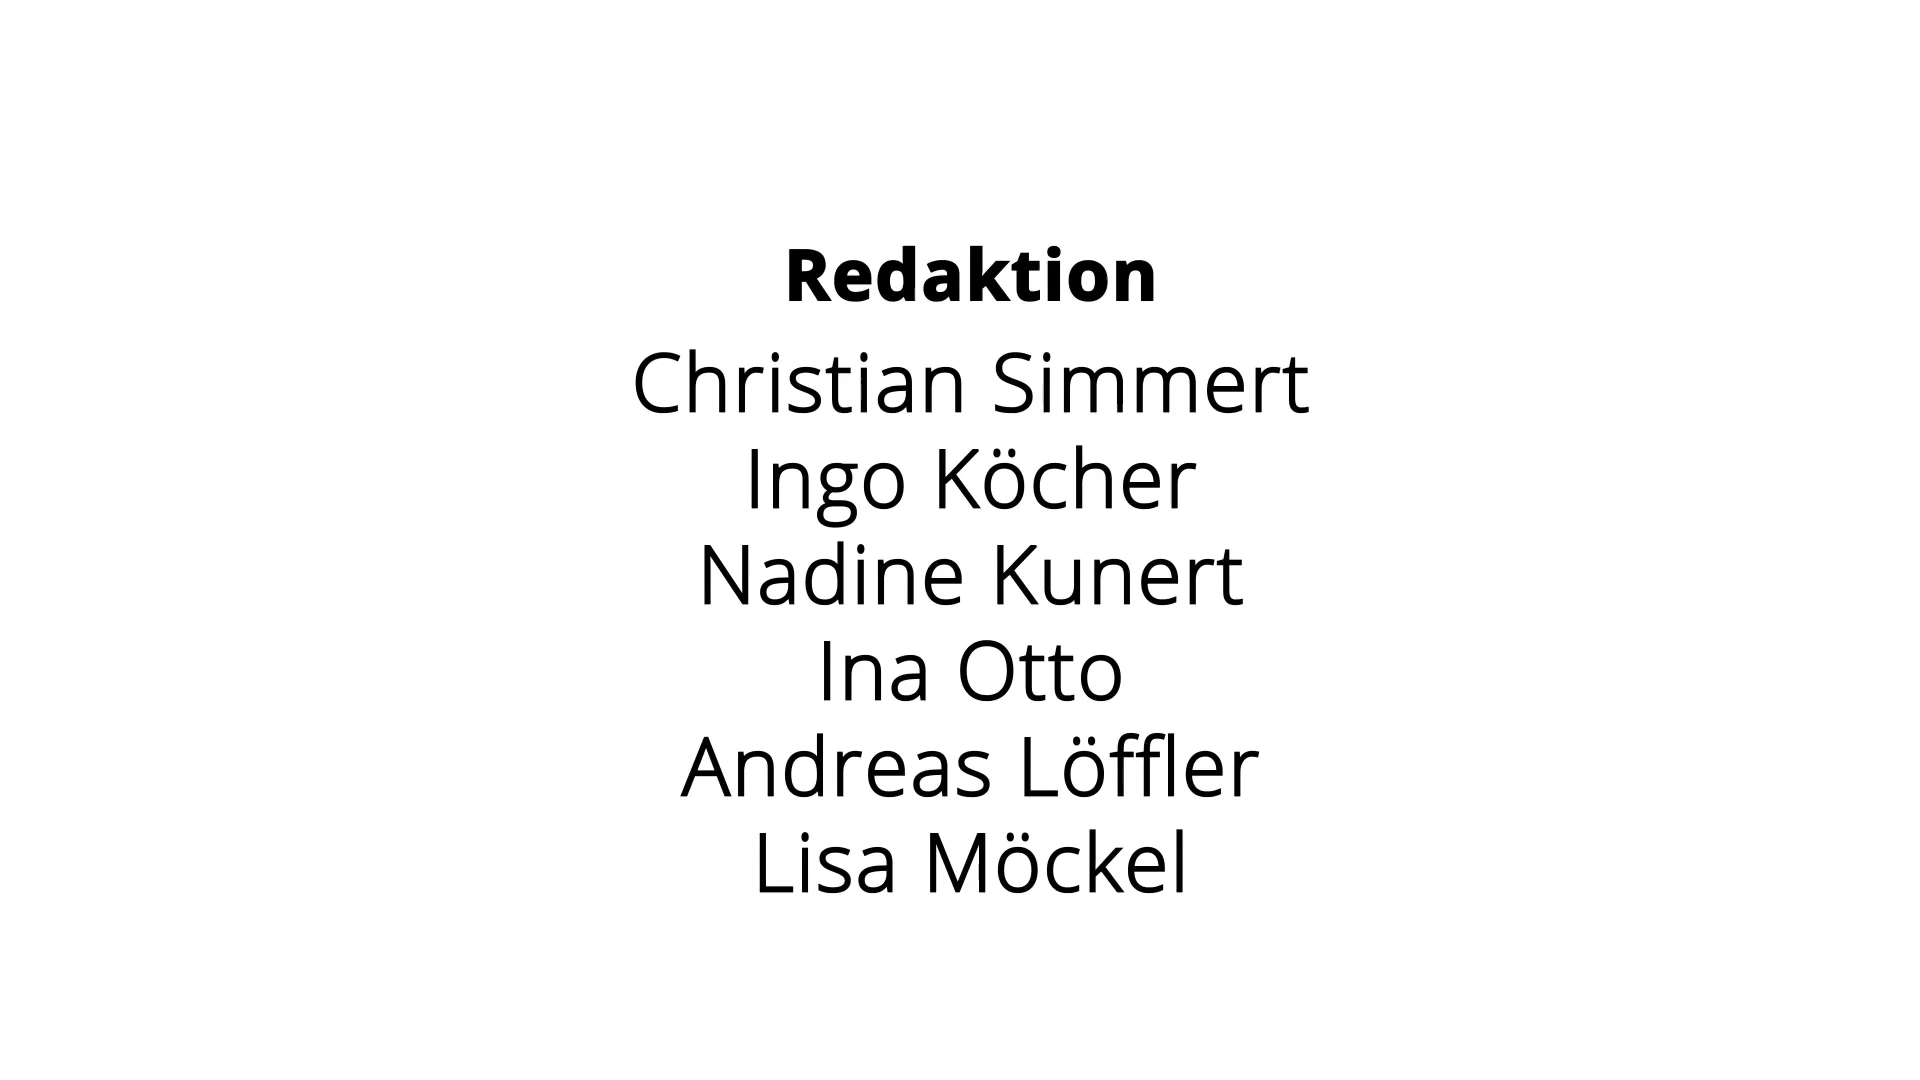 Redaktion
Christian Simmert
Ingo Köcher
Nadine Kunert
Ina Otto
Andreas Löffler
Lisa Möckel